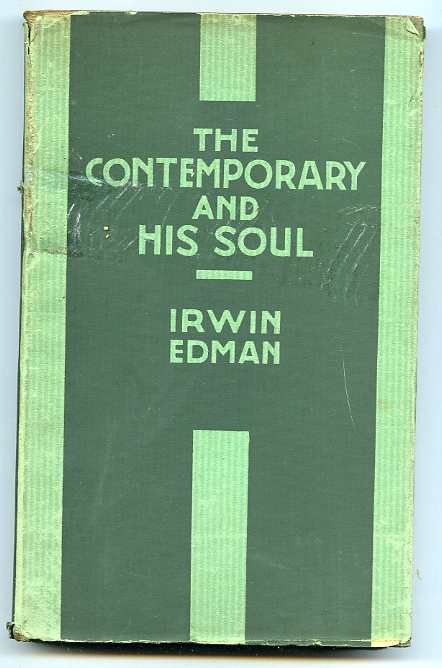 THE
CONTEMPORARY
AND
HIS SOUL
IRWIN
EDMAN